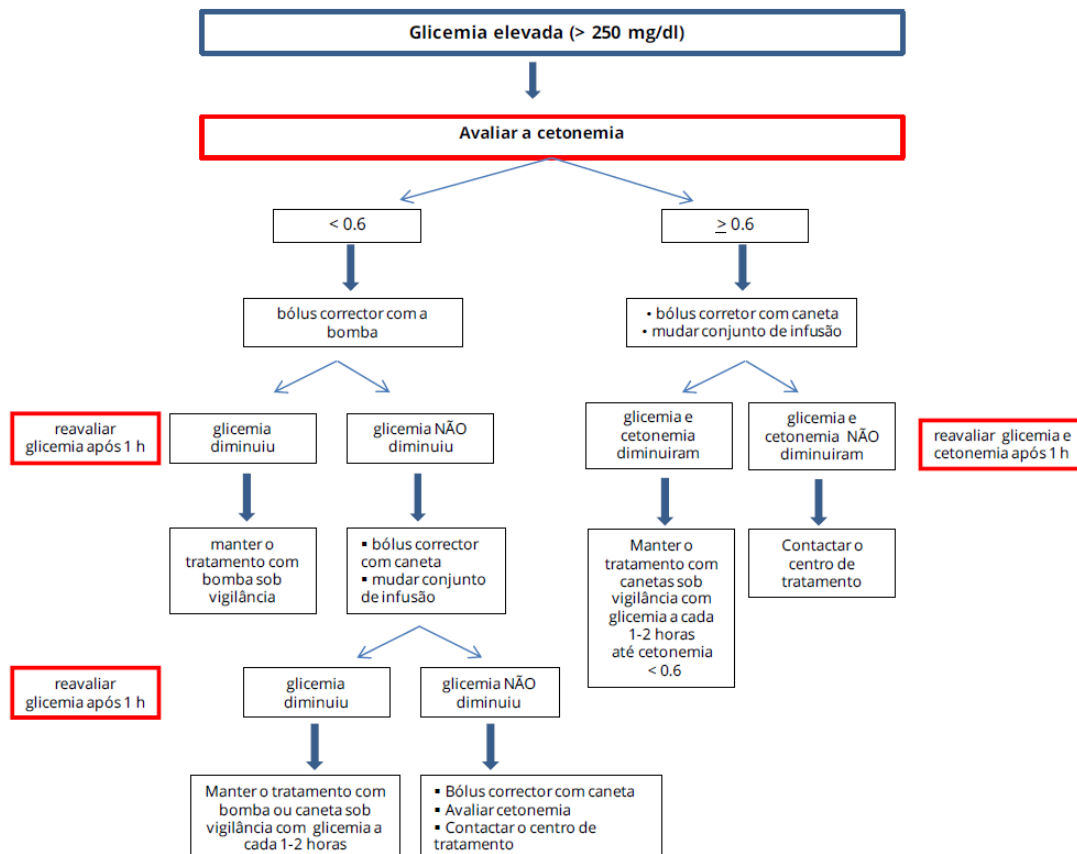 Glicemia elevada (> 250 mg/dl)
Avaliar a cetonemia
< 0.6
≥ 0.6
bólus corrector com a
bomba
• bólus corretor com caneta
• mudar conjunto de infusão
reavaliar
glicemia após 1 h
glicemia
diminuiu
glicemia NÃO
diminuiu
glicemia e
cetonemia
diminuiram
glicemia e
cetonemia NÃO
diminuiram
reavaliar glicemia e
cetonemia após 1 h
manter o
tratamento com
bomba sob
vigilância
▪ bólus corrector
com caneta
▪ mudar conjunto
de infusão
Manter o
tratamento com
canetas sob
vigilância com
glicemia a cada
1-2 horas
até cetonemia
< 0.6
Contactar o
centro de
tratamento
reavaliar
glicemia após 1 h
glicemia
diminuiu
glicemia NÃO
diminuiu
Manter o tratamento com
bomba ou caneta sob
vigilância com glicemia a
cada 1-2 horas
▪ Bólus corrector com caneta
▪ Avaliar cetonemia
▪ Contactar o centro de
tratamento